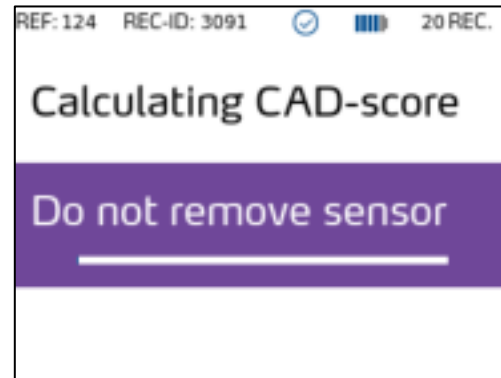 REF: 124 REC-ID: 3091 20 REC.
Calculating CAD-score
Do not remove sensor